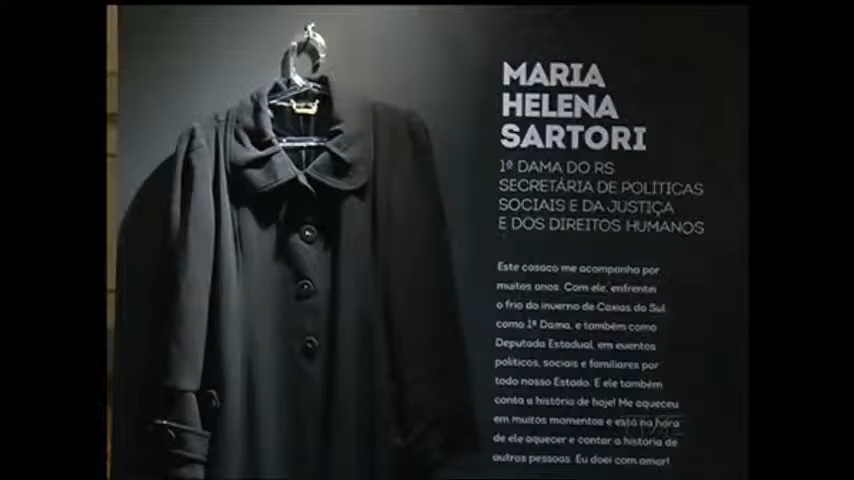 MARIA
HELENA
SARTORI
1ª DAMA DO RS
SECRETÁRIA DE POLÍTICAS
SOCIAIS E DA JUSTIÇA
E DOS DIREITOS HUMANOS
Este casaco me acompanha por
muitos anos. Com ele, enfrentei
o frio do inverno de Caxias do Sul
como 1ª Dama, e também como
Deputada Estadual, em eventos
políticos, sociais e familiares por
todo nosso Estado. E ele também
conta a história de hoje! Me aqueceu
em muitos momentos e está na hora
de ele aquecer e contar a história de
outras pessoas. Eu doei com amor!